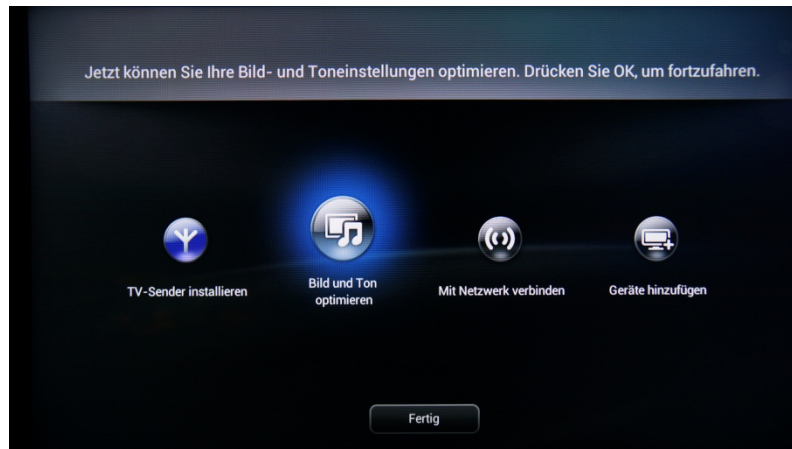 Jetzt können Sie Ihre Bild- und Toneinstellungen optimieren. Drücken Sie OK, um fortzufahren.
TV-Sender installieren
Bild und Ton
optimieren
Mit Netzwerk verbinden
Geräte hinzufügen
Fertig